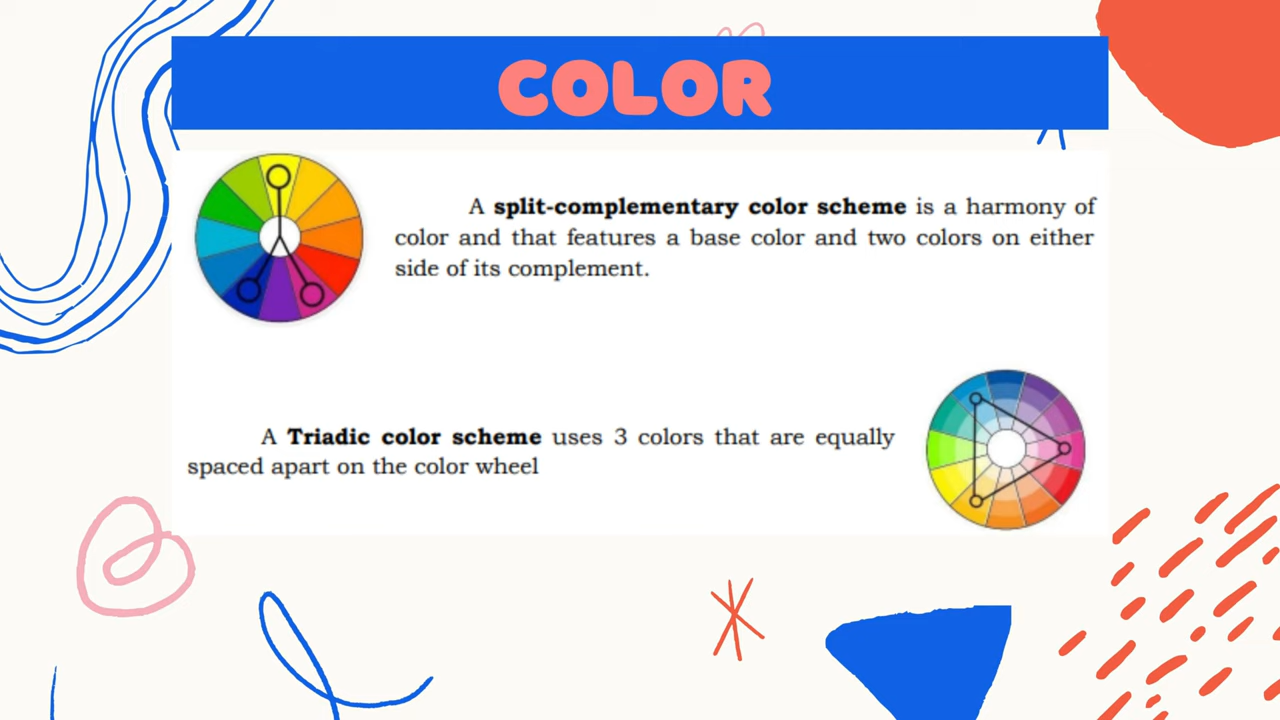 COLOR
A split-complementary color scheme is a harmony of
color and that features a base color and two colors on either
side of its complement.
A Triadic color scheme uses 3 colors that are equally
spaced apart on the color wheel